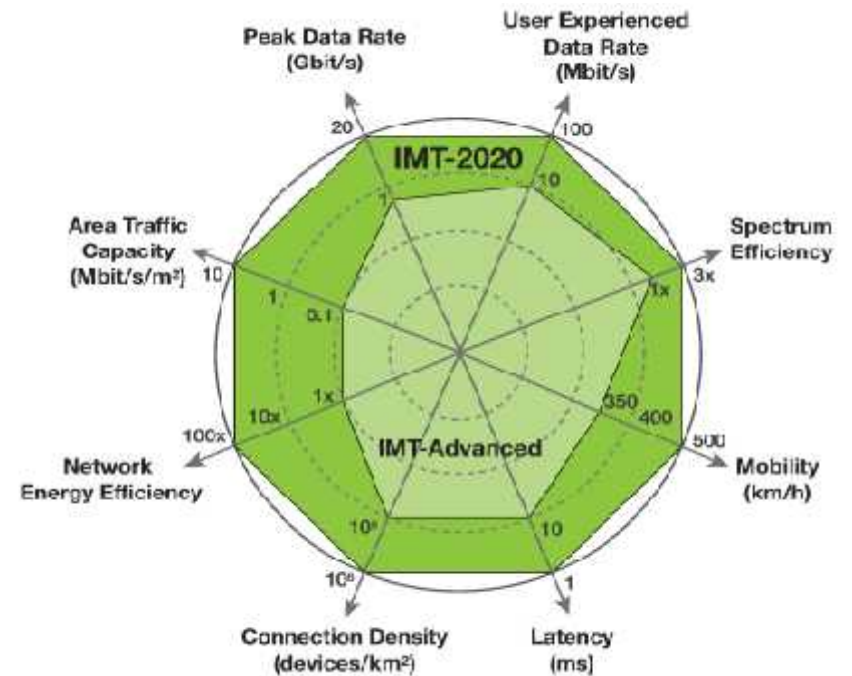 Peak Data Rate
(Gbit/s)
User Experienced
Data Rate
(Mbit/s)
20
100
IMT-2020
1
10
Area Traffic
Capacity
(Mbit/s/m²)
Spectrum
Efficiency
10
1
0.1
1x
3x
1x
10x
100x
350
400
500
Network
Energy Efficiency
IMT-Advanced
Mobility
(km/h)
10
1
Connection Density
(devices/km²)
Latency
(ms)